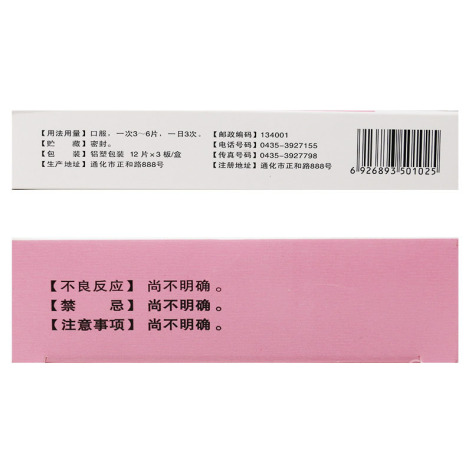 【用法用量】口服，一次3～6片，一日3次。
【贮　藏】密封。
【包　装】铝塑包装 12片×3板/盒
【生产地址】通化市正和路888号
【邮政编码】134001
【电话号码】0435-3927155
【传真号码】0435-3927798
【注册地址】通化市正和路888号
6926893501025
【不良反应】尚不明确。
【禁　忌】尚不明确。
【注意事项】尚不明确。